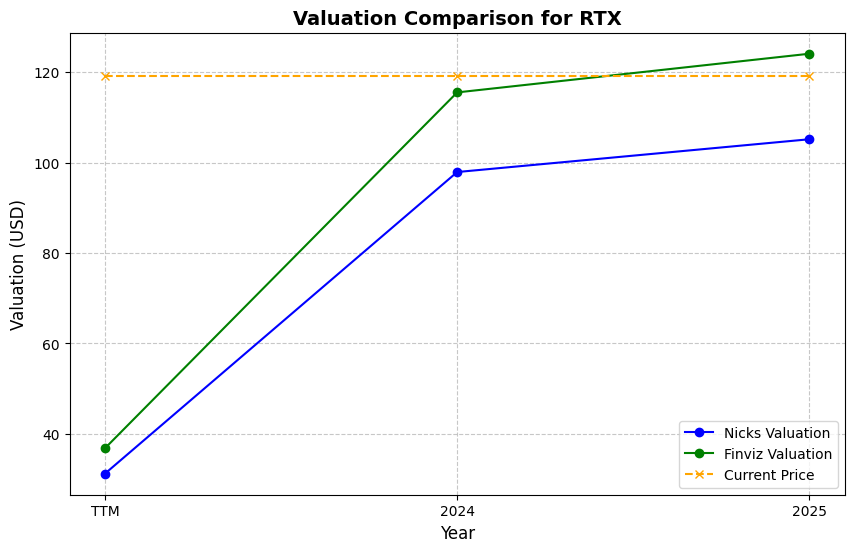 Valuation Comparison for RTX
Valuation (USD)
120
100
80
60
40
TTM
2024
2025
Year
Nicks Valuation
Finviz Valuation
Current Price